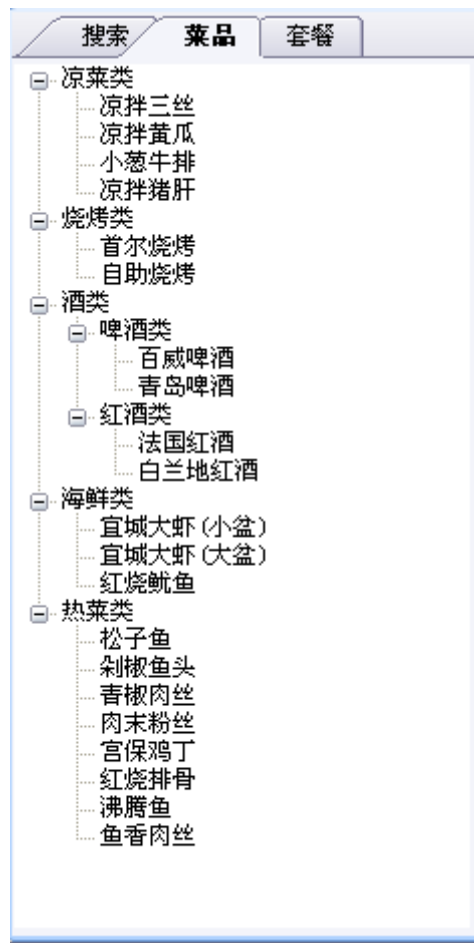 搜索 菜品 套餐
凉菜类
凉拌三丝
凉拌黄瓜
小葱牛排
凉拌猪肝
烧烤类
首尔烧烤
自助烧烤
酒类
啤酒类
百威啤酒
青岛啤酒
红酒类
法国红酒
白兰地红酒
海鲜类
宜城大虾(小盆)
宜城大虾(大盆)
红烧鱿鱼
热菜类
松子鱼
剁椒鱼头
青椒肉丝
肉末粉丝
宫保鸡丁
红烧排骨
沸腾鱼
鱼香肉丝